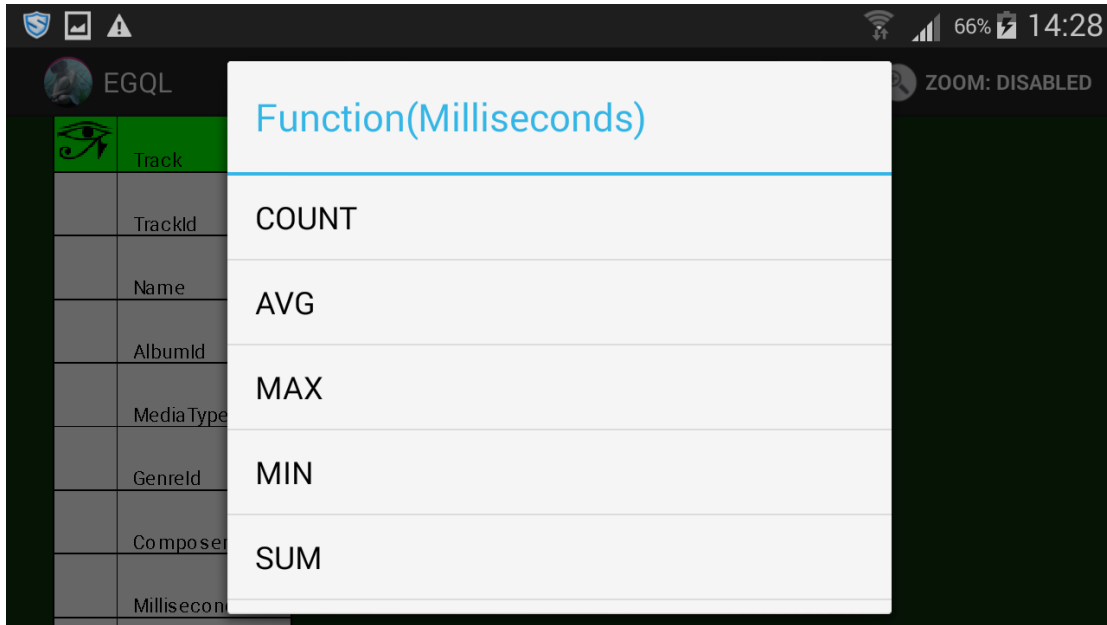 66% 14:28
EGQL
ZOOM: DISABLED
Function(Milliseconds)
COUNT
AVG
MAX
MIN
SUM
Track
TrackId
Name
AlbumId
MediaType
GenreId
Composer
Millisecon